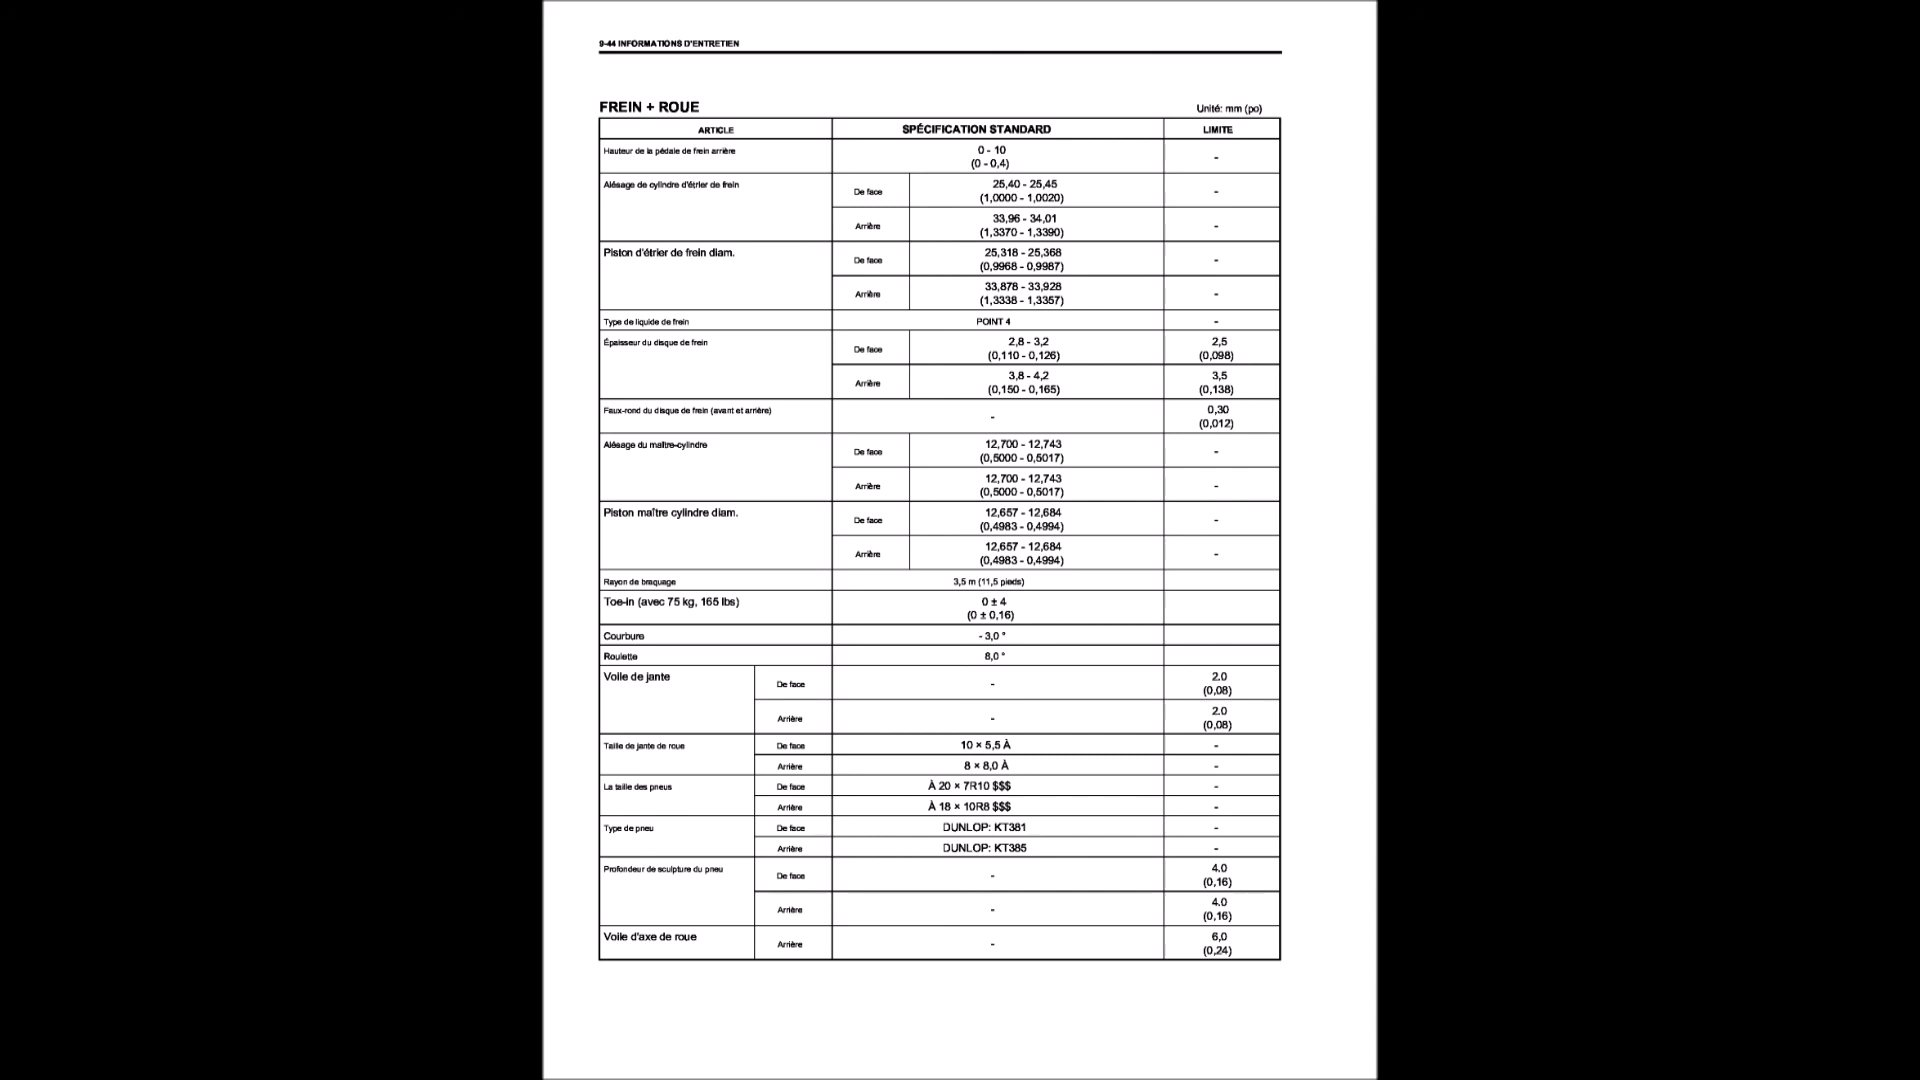 9-44 INFORMATIONS D'ENTRETIEN
FREIN + ROUE
Unité: mm (po)
ARTICLE SPÉCIFICATION STANDARD LIMITE
Hauteur de la pédale de frein arrière 0 - 10 -
(0 - 0,4)
Alésage de cylindre d'étrier de frein De face 25,40 - 25,45 -
(1,0000 - 1,0020)
Arrière 33,96 - 34,01 -
(1,3370 - 1,3390)
Piston d'étrier de frein diam. De face 25,318 - 25,368 -
(0,9968 - 0,9987)
Arrière 33,878 - 33,928 -
(1,3338 - 1,3357)
Type de liquide de frein POINT 4 -
Épaisseur du disque de frein De face 2,8 - 3,2 2,5
(0,110 - 0,126) (0,098)
Arrière 3,8 - 4,2 3,5
(0,150 - 0,165) (0,138)
Faux-rond du disque de frein (avant et arrière) - 0,30
(0,012)
Alésage du maître-cylindre De face 12,700 - 12,743 -
(0,5000 - 0,5017)
Arrière 12,700 - 12,743 -
(0,5000 - 0,5017)
Piston maître cylindre diam. De face 12,657 - 12,684 -
(0,4983 - 0,4994)
Arrière 12,657 - 12,684 -
(0,4983 - 0,4994)
Rayon de braquage 3,5 m (11,5 pieds)
Toe-in (avec 75 kg, 165 lbs) 0 ± 4
(0 ± 0,16)
Courbure - 3,0 °
Roulette 8,0 °
Voile de jante De face - 2.0
(0,08)
Arrière - 2.0
(0,08)
Taille de jante de roue De face 10 × 5,5 À -
Arrière 8 × 8,0 À -
La taille des pneus De face À 20 × 7R10 $$$ -
Arrière À 18 × 10R8 $$$ -
Type de pneu De face DUNLOP: KT381 -
Arrière DUNLOP: KT385 -
Profondeur de sculpture du pneu De face - 4.0
(0,16)
Arrière - 4.0
(0,16)
Voile d'axe de roue Arrière - 6,0
(0,24)